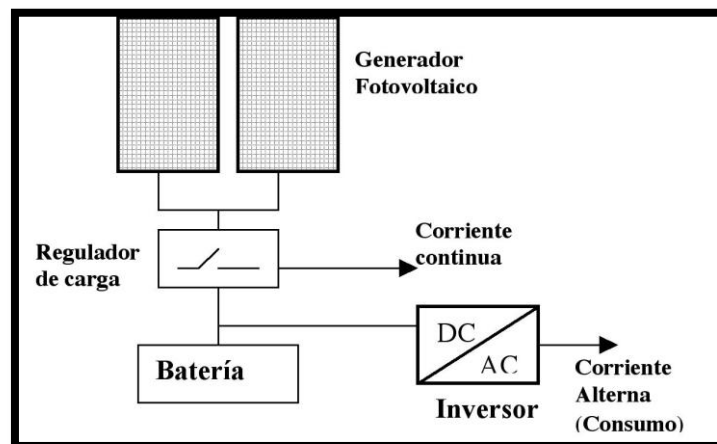 Generador
Fotovoltaico
Regulador
de carga
Corriente
continua
Batería
DC
AC
Inversor
Corriente
Alterna
(Consumo)